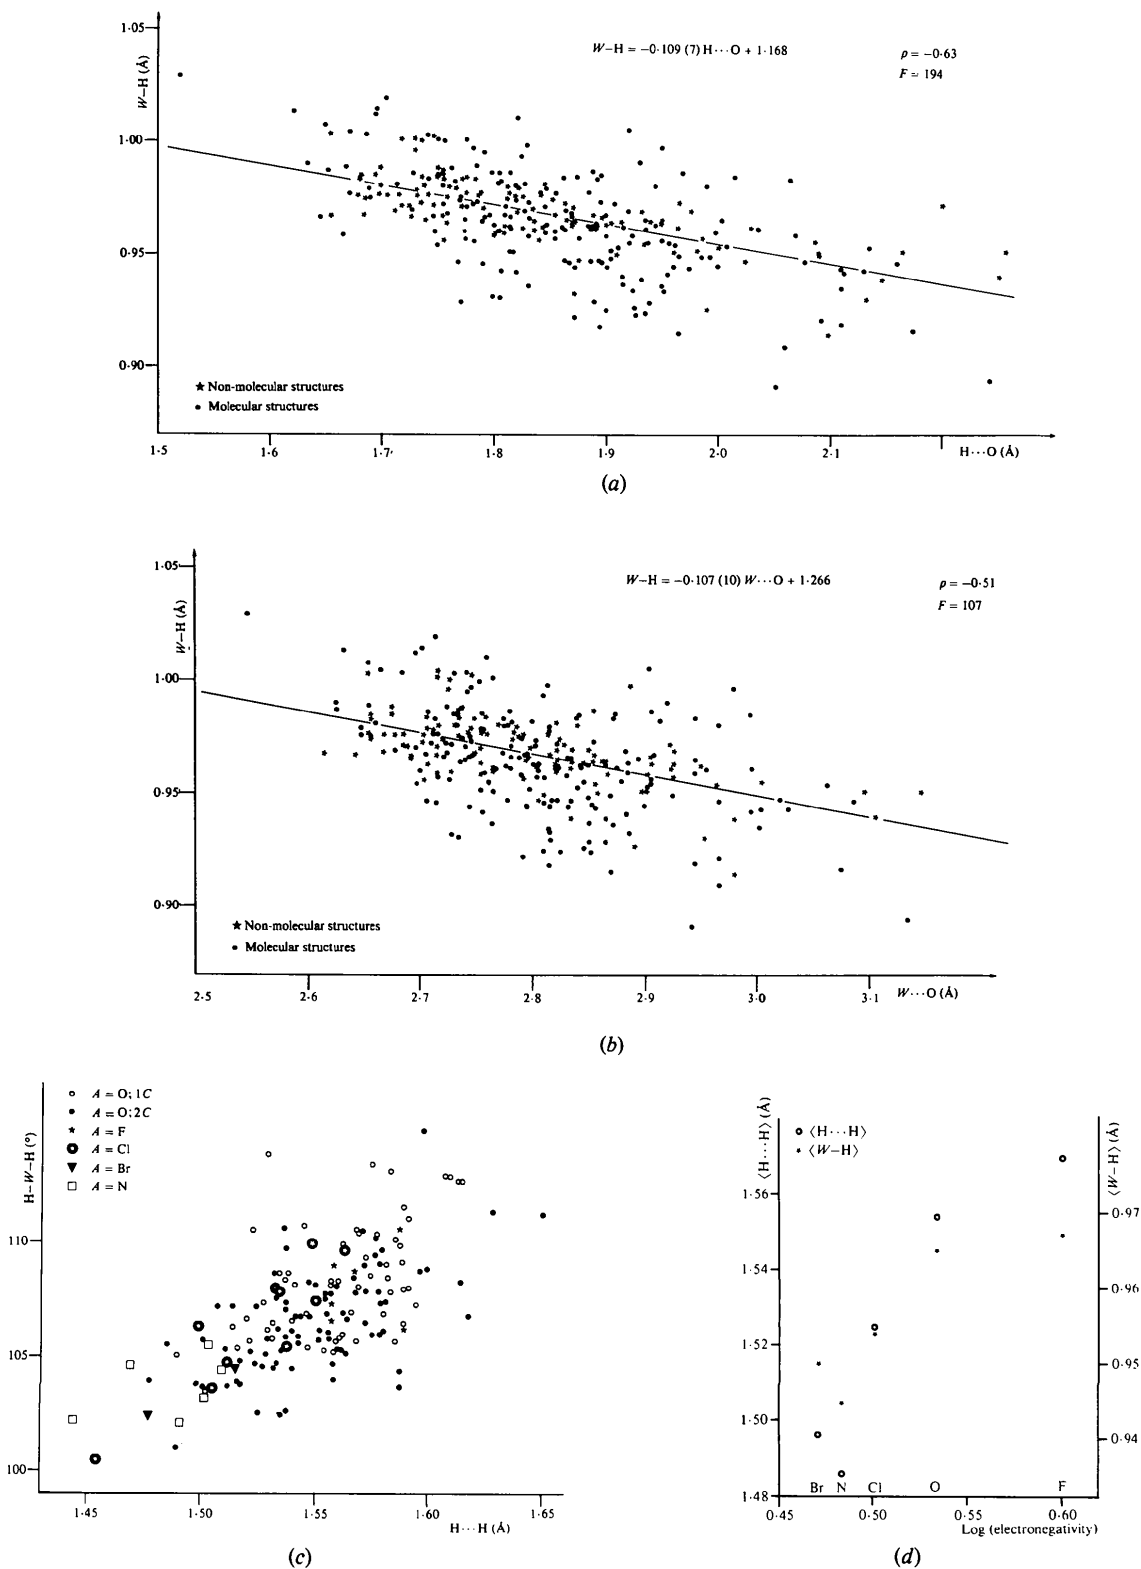 1·05
W–H (Å)
W–H = −0·109 (7) H···O + 1·168
ρ = −0·63
F = 194
1·00
0·95
0·90
★ Non-molecular structures
• Molecular structures
1·5 1·6 1·7 1·8 1·9 2·0 2·1 H···O (Å)
(a)
1·05
W–H (Å)
W–H = −0·107 (10) W···O + 1·266
ρ = −0·51
F = 107
1·00
0·95
0·90
★ Non-molecular structures
• Molecular structures
2·5 2·6 2·7 2·8 2·9 3·0 3·1 W···O (Å)
(b)
H–W–H (°)
A = O; 1C
A = O; 2C
A = F
A = Cl
A = Br
A = N
110
105
100
1·45 1·50 1·55 1·60 1·65
H···H (Å)
(c)
⟨H···H⟩ (Å)
⟨H···H⟩
⟨W–H⟩
⟨W–H⟩ (Å)
1·56
1·54
1·52
1·50
1·48
0·97
0·96
0·95
0·94
Br N Cl O F
0·45 0·50 0·55 0·60
Log (electronegativity)
(d)